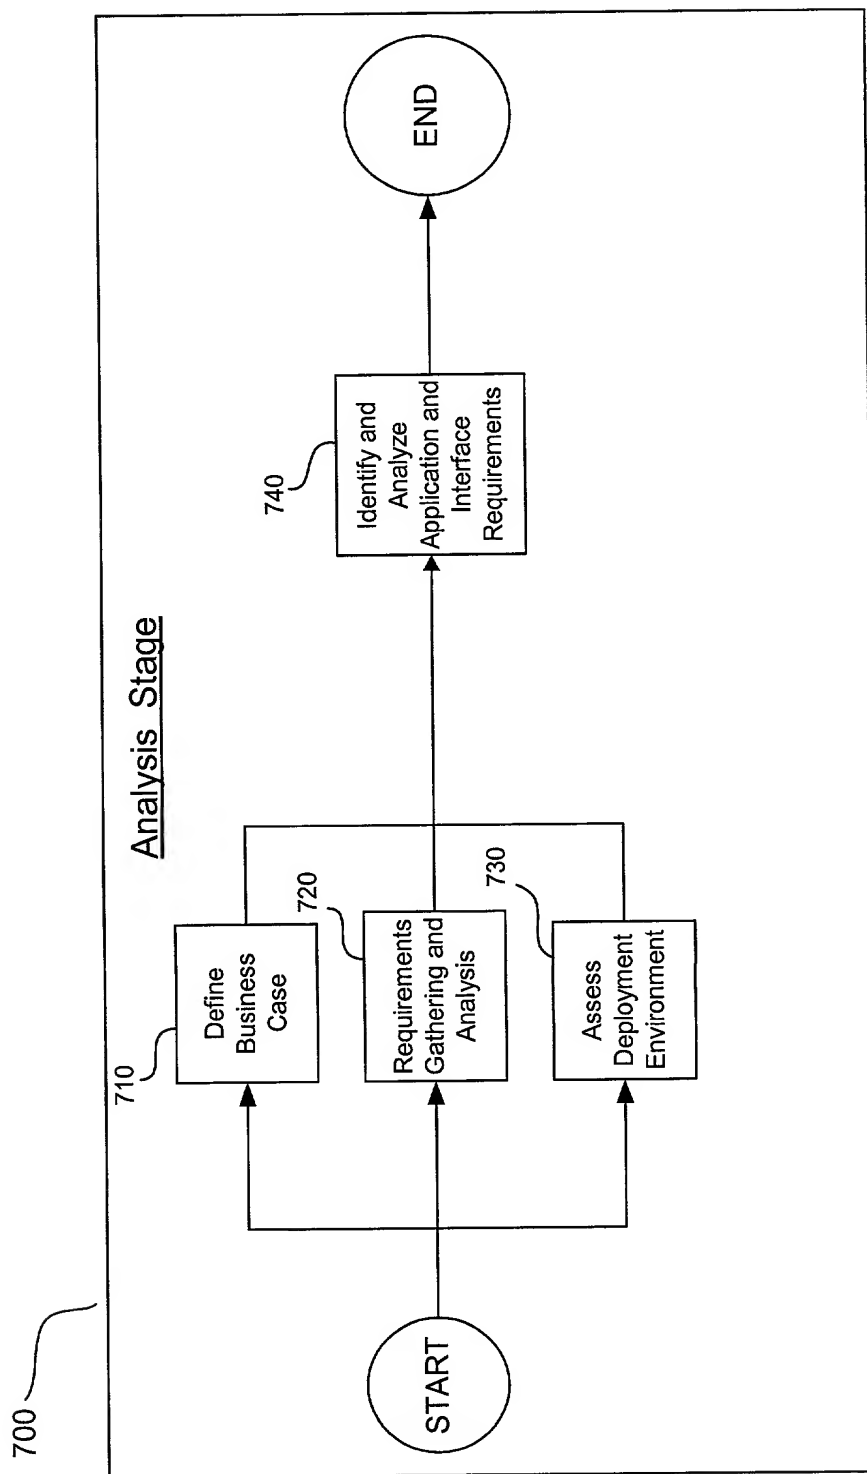 700
Analysis Stage
START
710
Define
Business
Case
720
Requirements
Gathering and
Analysis
730
Assess
Deployment
Environment
740
Identify and
Analyze
Application and
Interface
Requirements
END